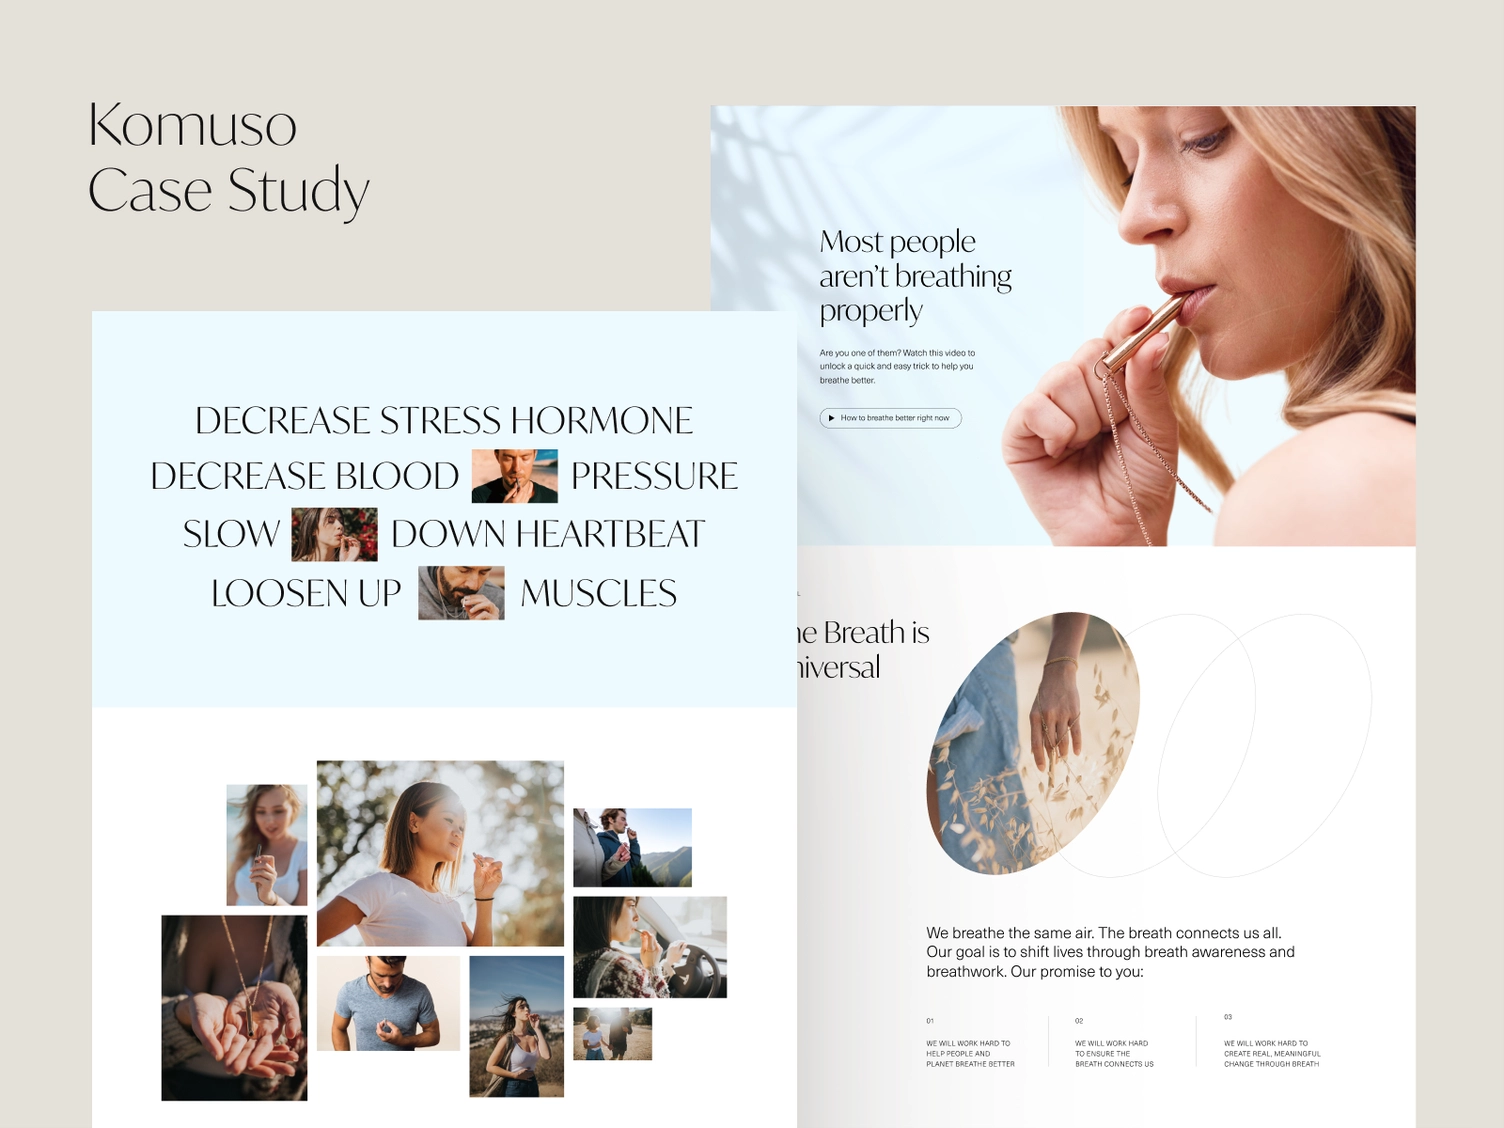 Komuso
Case Study
Most people
aren't breathing
properly
Are you one of them? Watch this video to
unlock a quick and easy trick to help you
breathe better.
How to breathe better right now
DECREASE STRESS HORMONE
DECREASE BLOOD PRESSURE
SLOW DOWN HEARTBEAT
LOOSEN UP MUSCLES
Breath is
We breathe the same air. The breath connects us all.
Our goal is to shift lives through breath awareness and
breathwork. Our promise to you:
01
WE WILL WORK HARD TO
HELP PEOPLE AND
PLANET BREATHE BETTER
02
WE WILL WORK HARD
TO ENSURE THE
BREATH CONNECTS US
03
WE WILL WORK HARD TO
CREATE REAL, MEANINGFUL
CHANGE THROUGH BREATH